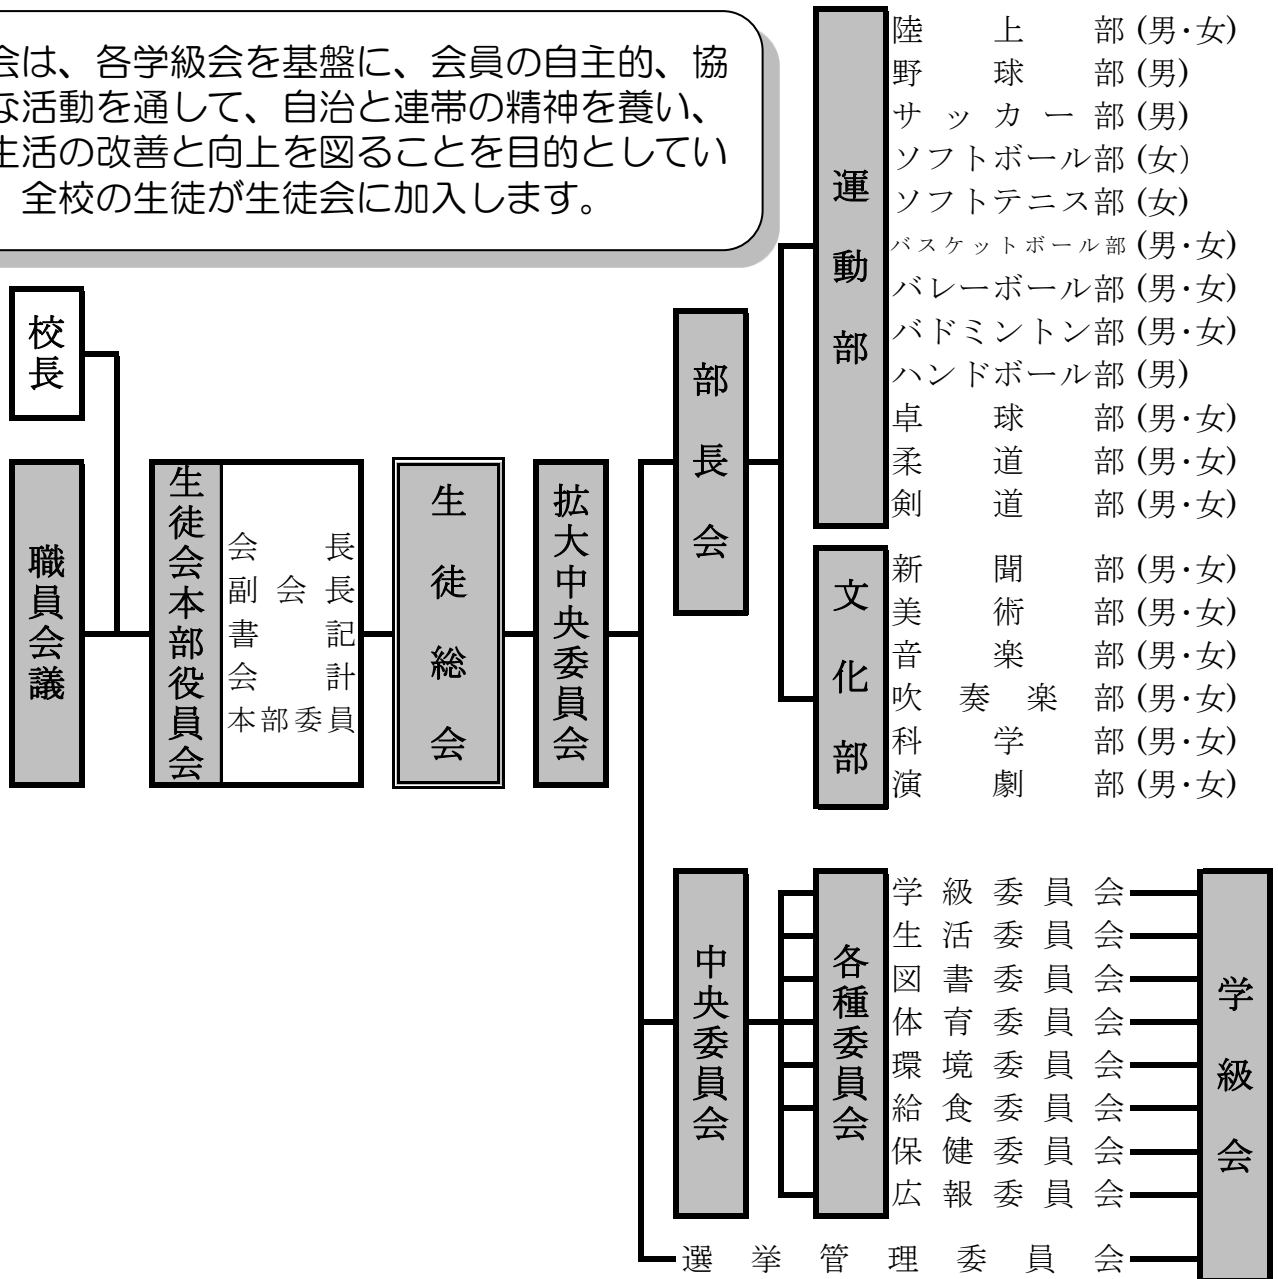 会は、各学級会を基盤に、会員の自主的、協
な活動を通して、自治と連帯の精神を養い、
生活の改善と向上を図ることを目的としてい
全校の生徒が生徒会に加入します。
校長
職員会議
生徒会本部役員会
会長
副会長
書記
会計
本部委員
生徒総会
拡大中央委員会
部長会
運動部
陸上部(男・女)
野球部(男)
サッカー部(男)
ソフトボール部(女)
ソフトテニス部(女)
バスケットボール部(男・女)
バレーボール部(男・女)
バドミントン部(男・女)
ハンドボール部(男)
卓球部(男・女)
柔道部(男・女)
剣道部(男・女)
文化部
新聞部(男・女)
美術部(男・女)
音楽部(男・女)
吹奏楽部(男・女)
科学部(男・女)
演劇部(男・女)
中央委員会
各種委員会
学級委員会
生活委員会
図書委員会
体育委員会
環境委員会
給食委員会
保健委員会
広報委員会
選挙管理委員会
学級会